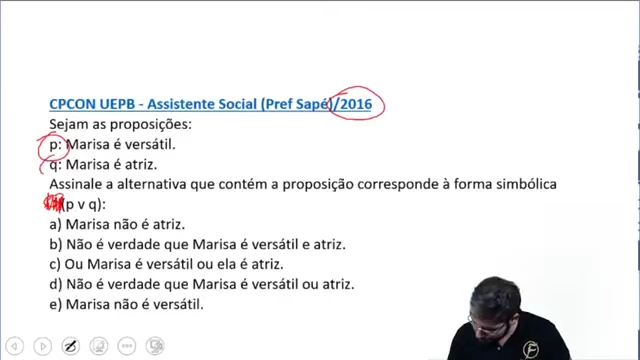 CPCON UEPB - Assistente Social (Pref Sapé)/2016
Sejam as proposições:
p: Marisa é versátil.
q: Marisa é atriz.
Assinale a alternativa que contém a proposição corresponde à forma simbólica
(p v q):
a) Marisa não é atriz.
b) Não é verdade que Marisa é versátil e atriz.
c) Ou Marisa é versátil ou ela é atriz.
d) Não é verdade que Marisa é versátil ou atriz.
e) Marisa não é versátil.